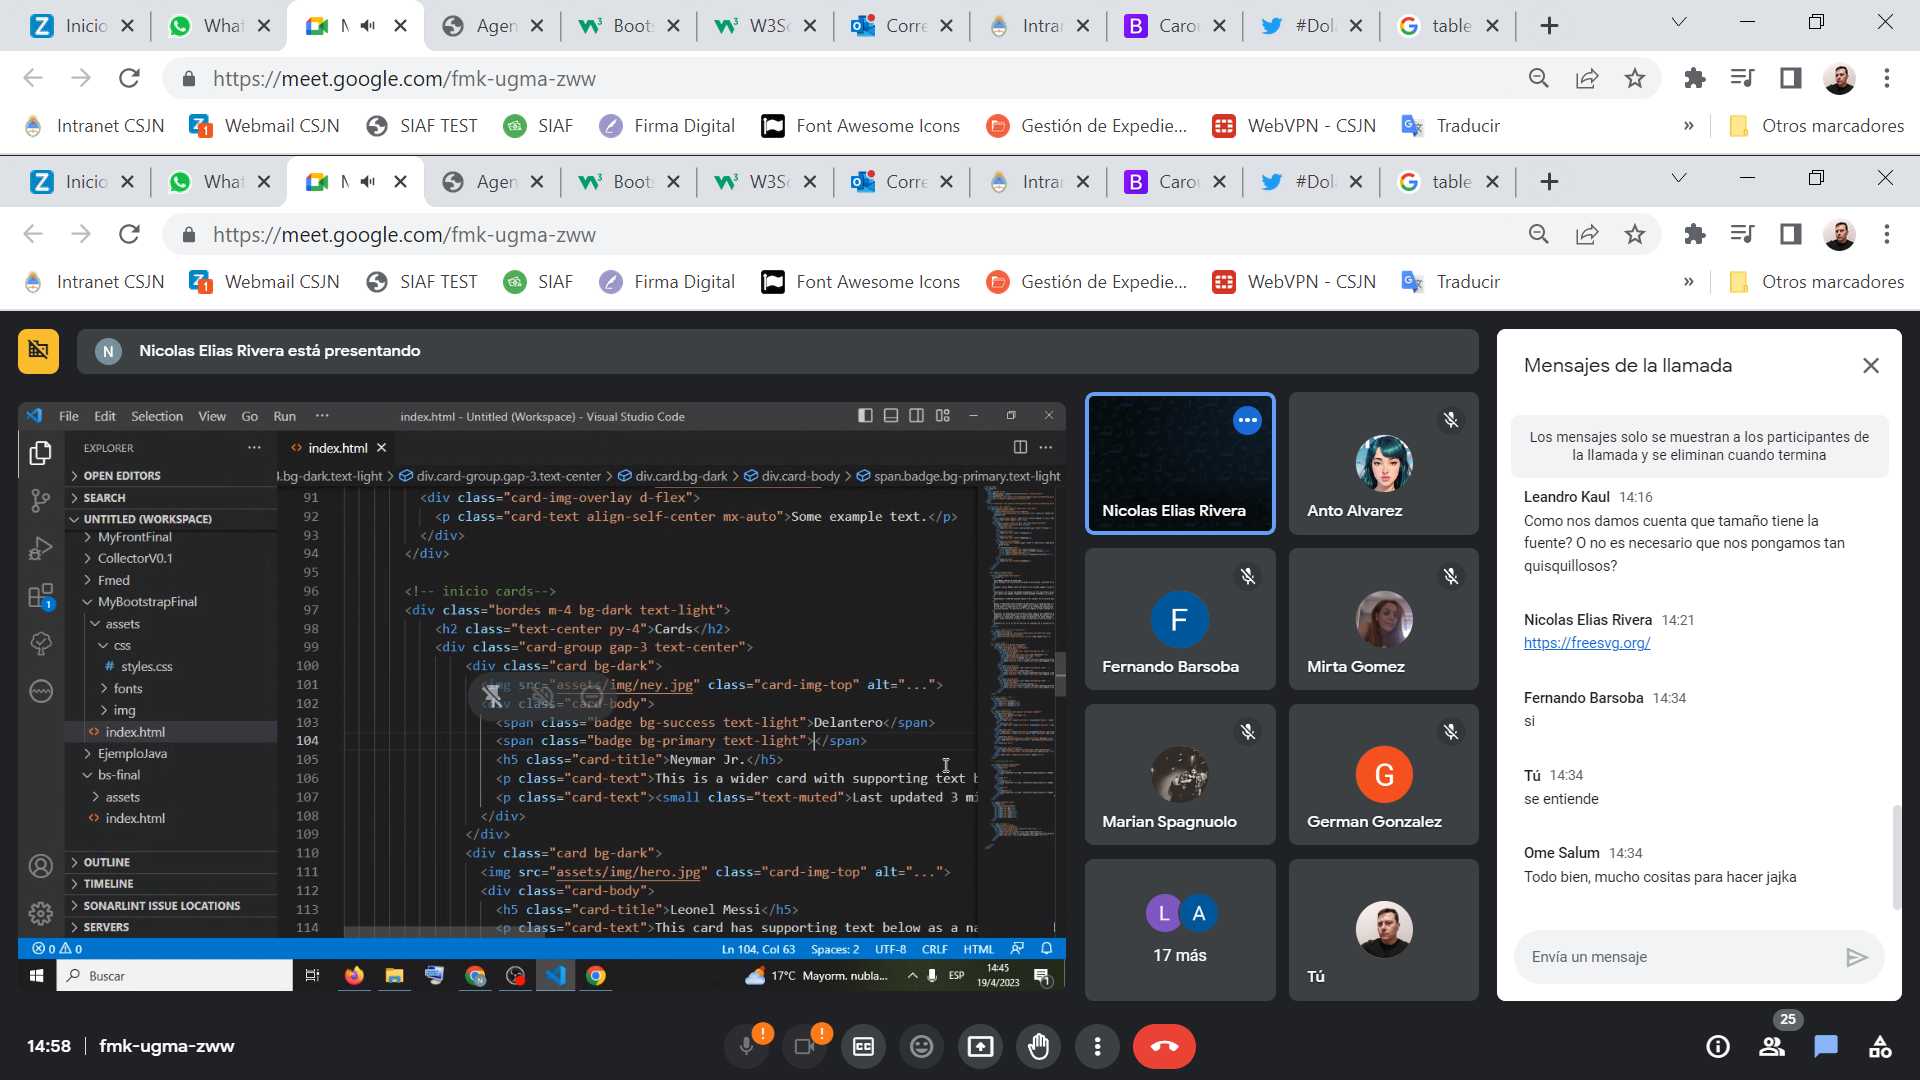 Inicio What M Agen Boots W3Sc Corre Intra Carou #Dol table
https://meet.google.com/fmk-ugma-zww
Intranet CSJN Webmail CSJN SIAF TEST SIAF Firma Digital Font Awesome Icons Gestión de Expedie... WebVPN - CSJN Traducir » Otros marcadores
Inicio What M Agen Boots W3Sc Corre Intra Carou #Dol table
https://meet.google.com/fmk-ugma-zww
Intranet CSJN Webmail CSJN SIAF TEST SIAF Firma Digital Font Awesome Icons Gestión de Expedie... WebVPN - CSJN Traducir » Otros marcadores
N Nicolas Elias Rivera está presentando
File Edit Selection View Go Run ··· index.html - Untitled (Workspace) - Visual Studio Code
EXPLORER
OPEN EDITORS
SEARCH
UNTITLED (WORKSPACE)
MyFrontFinal
CollectorV0.1
Fmed
MyBootstrapFinal
assets
css
# styles.css
fonts
img
index.html
EjemploJava
bs-final
assets
index.html
OUTLINE
TIMELINE
SONARLINT ISSUE LOCATIONS
SERVERS
index.html
.bg-dark.text-light > div.card-group.gap-3.text-center > div.card.bg-dark > div.card-body > span.badge.bg-primary.text-light
91 <div class="card-img-overlay d-flex">
92 <p class="card-text align-self-center mx-auto">Some example text.</p>
93 </div>
94 </div>
95
96 <!-- inicio cards-->
97 <div class="bordes m-4 bg-dark text-light">
98 <h2 class="text-center py-4">Cards</h2>
99 <div class="card-group gap-3 text-center">
100 <div class="card bg-dark">
101 <img src="assets/img/ney.jpg" class="card-img-top" alt="...">
102 <div class="card-body">
103 <span class="badge bg-success text-light">Delantero</span>
104 <span class="badge bg-primary text-light"></span>
105 <h5 class="card-title">Neymar Jr.</h5>
106 <p class="card-text">This is a wider card with supporting text b
107 <p class="card-text"><small class="text-muted">Last updated 3 mi
108 </div>
109 </div>
110 <div class="card bg-dark">
111 <img src="assets/img/hero.jpg" class="card-img-top" alt="...">
112 <div class="card-body">
113 <h5 class="card-title">Leonel Messi</h5>
114 <p class="card-text">This card has supporting text below as a na
0 0 Ln 104, Col 63 Spaces: 2 UTF-8 CRLF HTML
Buscar 17°C Mayorm. nubla... ESP 14:45
19/4/2023
1
Nicolas Elias Rivera
Anto Alvarez
F
Fernando Barsoba
Mirta Gomez
Marian Spagnuolo
G
German Gonzalez
L A
17 más
Tú
Mensajes de la llamada
Los mensajes solo se muestran a los participantes de
la llamada y se eliminan cuando termina
Leandro Kaul 14:16
Como nos damos cuenta que tamaño tiene la
fuente? O no es necesario que nos pongamos tan
quisquillosos?
Nicolas Elias Rivera 14:21
https://freesvg.org/
Fernando Barsoba 14:34
si
Tú 14:34
se entiende
Ome Salum 14:34
Todo bien, mucho cositas para hacer jajka
Envía un mensaje
14:58 | fmk-ugma-zww
25